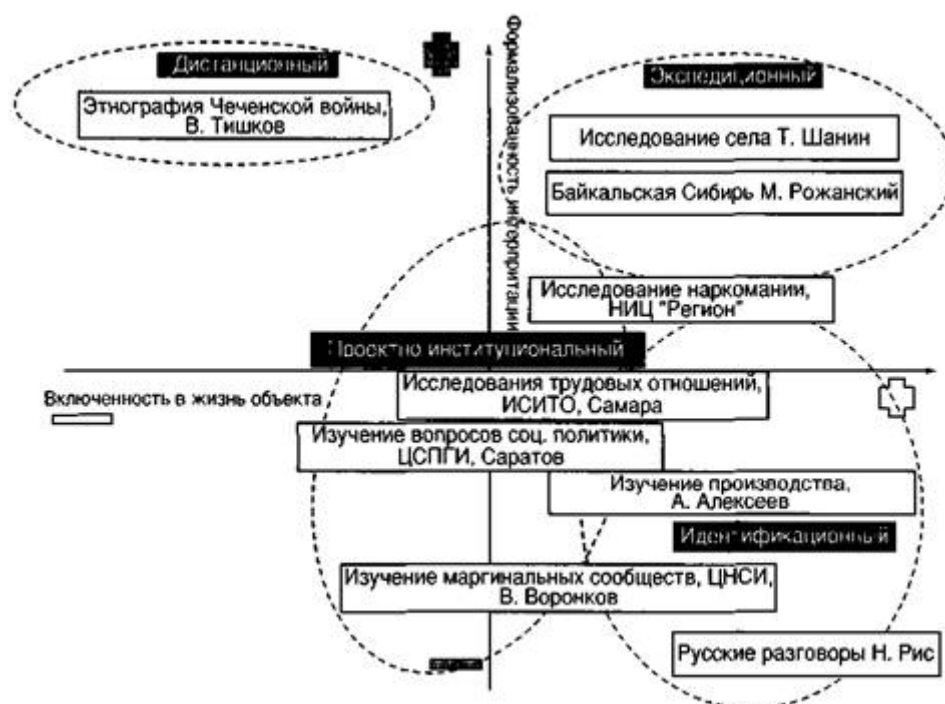 Дистанционный
Этнография Чеченской войны,
В. Тишков
Формализованность интерпритации
Экспедиционный
Исследование села Т. Шанин
Байкальская Сибирь М. Рожанский
Исследование наркомании,
НИЦ "Регион"
Проектно институциональный
Включенность в жизнь объекта
Исследования трудовых отношений,
ИСИТО, Самара
Изучение вопросов соц. политики,
ЦСПГИ, Саратов
Изучение производства,
А. Алексеев
Идентификационный
Изучение маргинальных сообществ, ЦНСИ,
В. Воронков
Русские разговоры Н. Рис